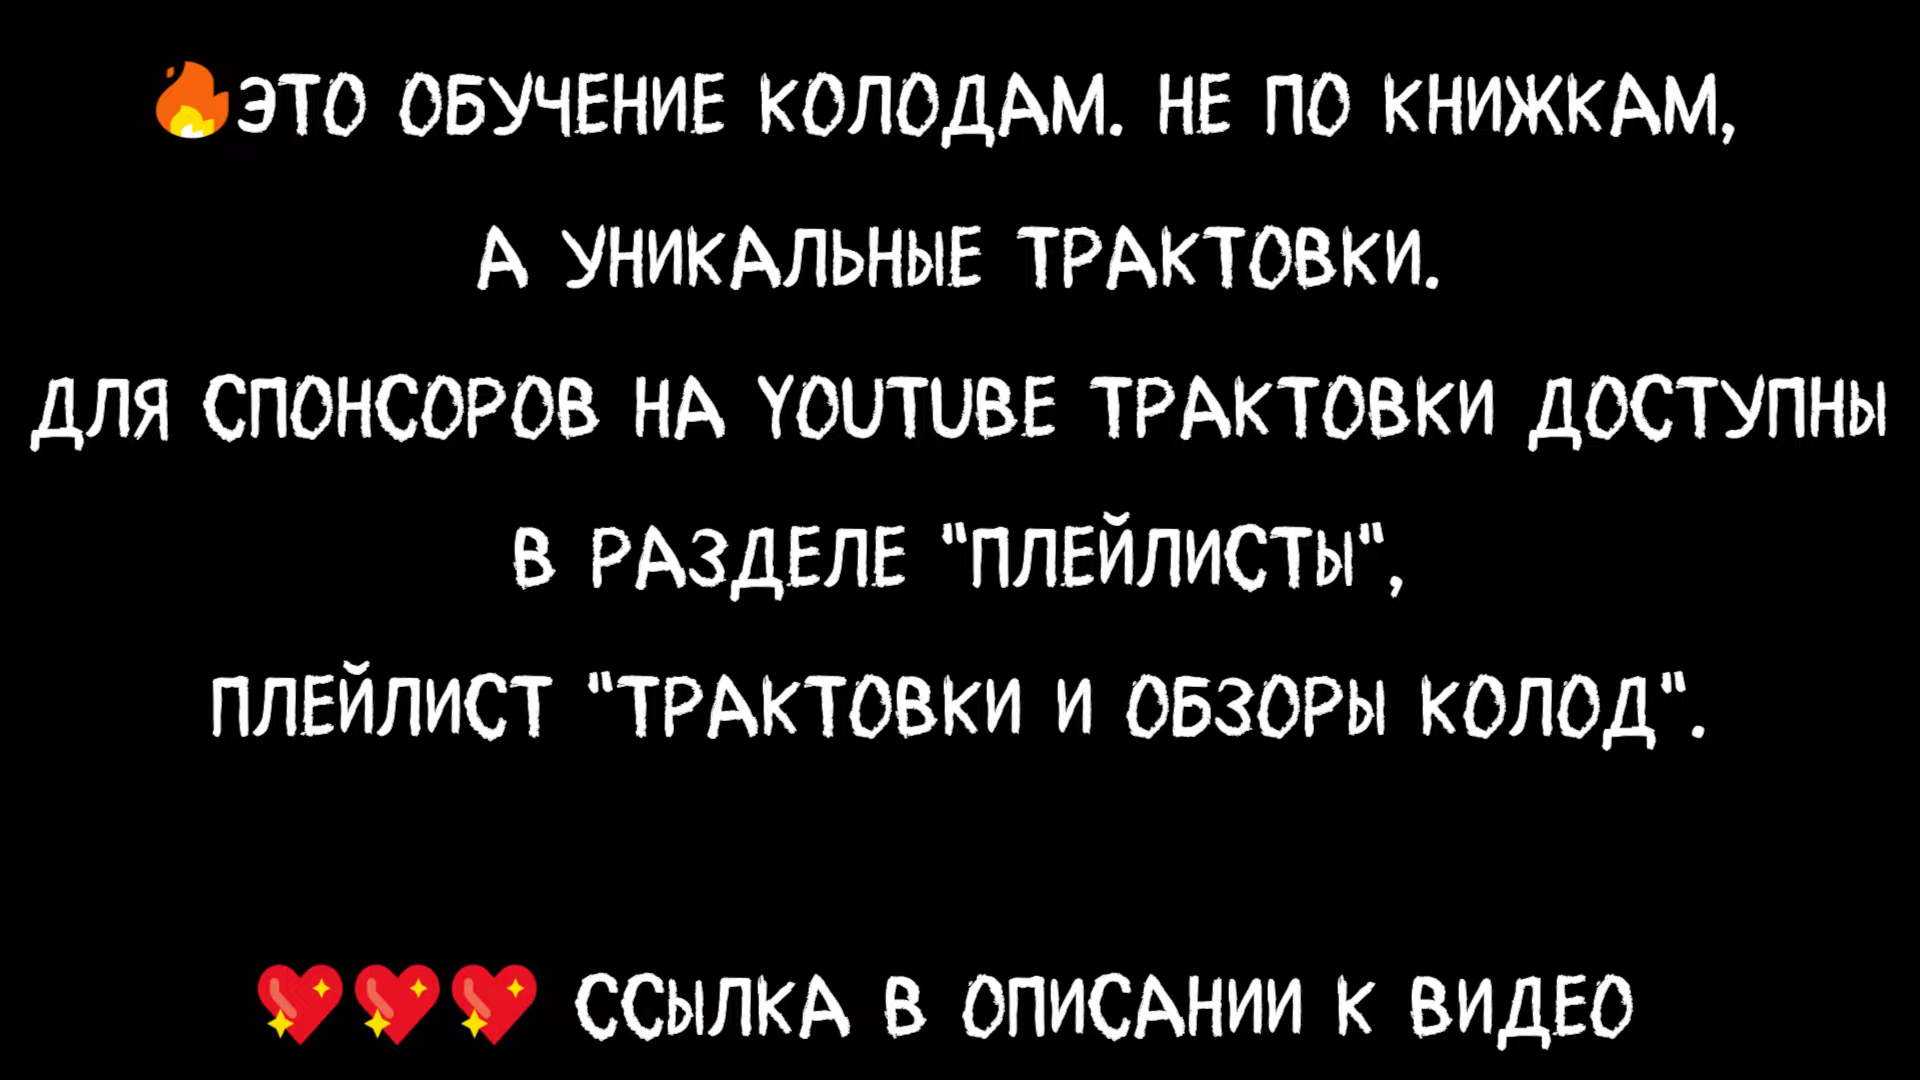 🔥ЭТО ОБУЧЕНИЕ КОЛОДАМ. НЕ ПО КНИЖКАМ,
А УНИКАЛЬНЫЕ ТРАКТОВКИ.
ДЛЯ СПОНСОРОВ НА YOUTUBE ТРАКТОВКИ ДОСТУПНЫ
В РАЗДЕЛЕ "ПЛЕЙЛИСТЫ",
ПЛЕЙЛИСТ "ТРАКТОВКИ И ОБЗОРЫ КОЛОД".
💖💖💖 ССЫЛКА В ОПИСАНИИ К ВИДЕО